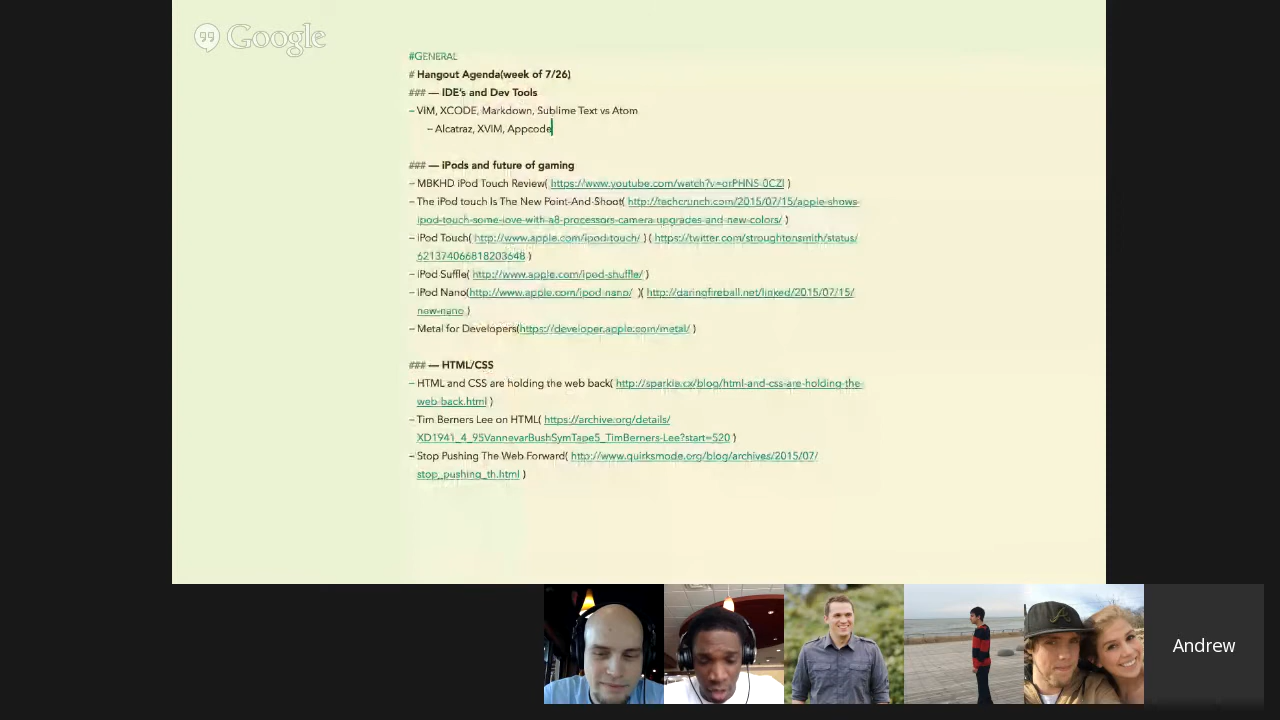 Google
#GENERAL
# Hangout Agenda(week of 7/26)
### — IDE's and Dev Tools
– VIM, XCODE, Markdown, Sublime Text vs Atom
– Alcatraz, XVIM, Appcode
### — iPods and future of gaming
– MBKHD iPod Touch Review( https://www.youtube.com/watch?v=orPHNS-0CZI )
– The iPod touch Is The New Point-And-Shoot( http://techcrunch.com/2015/07/15/apple-shows-
ipod-touch-some-love-with-a8-processors-camera-upgrades-and-new-colors/ )
– iPod Touch( http://www.apple.com/ipod-touch/ ) ( https://twitter.com/stroughtonsmith/status/
621374066818203648 )
– iPod Suffle( http://www.apple.com/ipod-shuffle/ )
– iPod Nano(http://www.apple.com/ipod-nano/ )( http://daringfireball.net/linked/2015/07/15/
new-nano )
– Metal for Developers(https://developer.apple.com/metal/ )
### — HTML/CSS
– HTML and CSS are holding the web back( http://sparkie.cx/blog/html-and-css-are-holding-the-
web-back.html )
– Tim Berners Lee on HTML( https://archive.org/details/
XD1941_4_95VannevarBushSymTape5_TimBerners-Lee?start=520 )
– Stop Pushing The Web Forward( http://www.quirksmode.org/blog/archives/2015/07/
stop_pushing_th.html )
Andrew